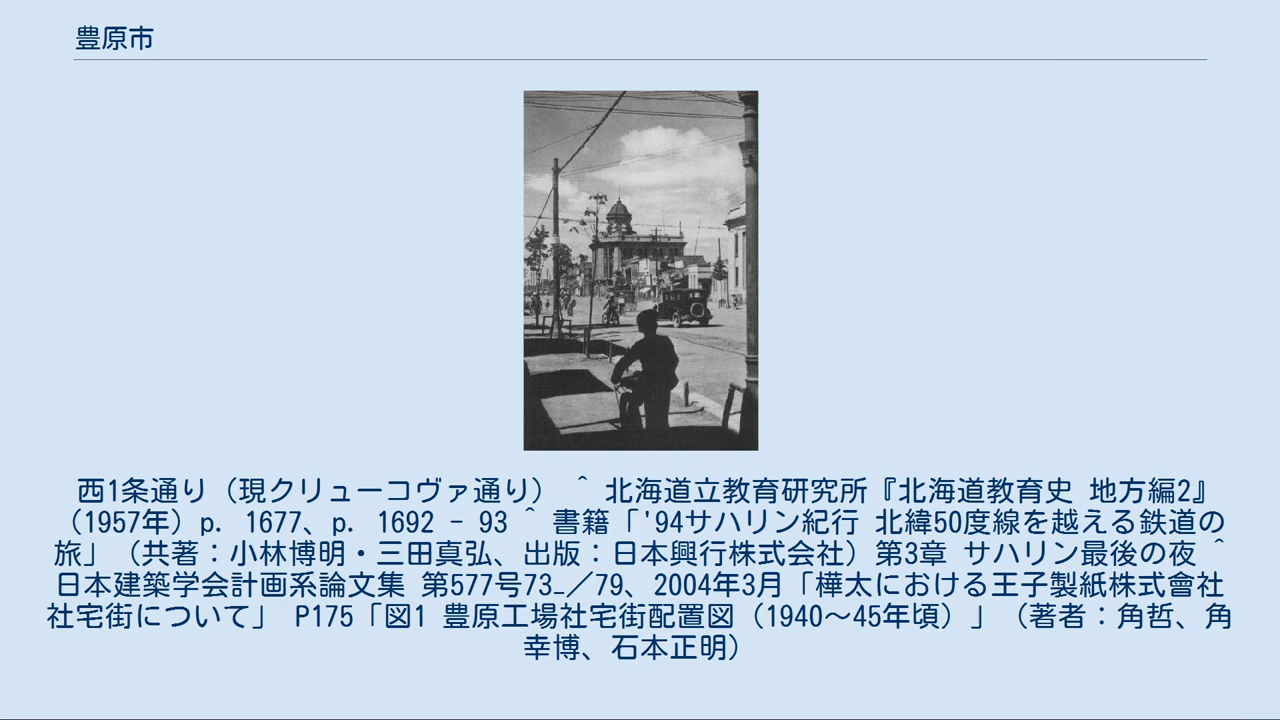 豊原市
西1条通り（現クリューコヴァ通り） ^ 北海道立教育研究所『北海道教育史 地方編2』
（1957年）p. 1677、p. 1692 - 93 ^ 書籍「'94サハリン紀行 北緯50度線を越える鉄道の
旅」（共著：小林博明・三田真弘、出版：日本興行株式会社）第3章 サハリン最後の夜 ^
日本建築学会計画系論文集 第577号73_／79、2004年3月「樺太における王子製紙株式會社
社宅街について」 P175「図1 豊原工場社宅街配置図（1940～45年頃）」（著者：角哲、角
幸博、石本正明）